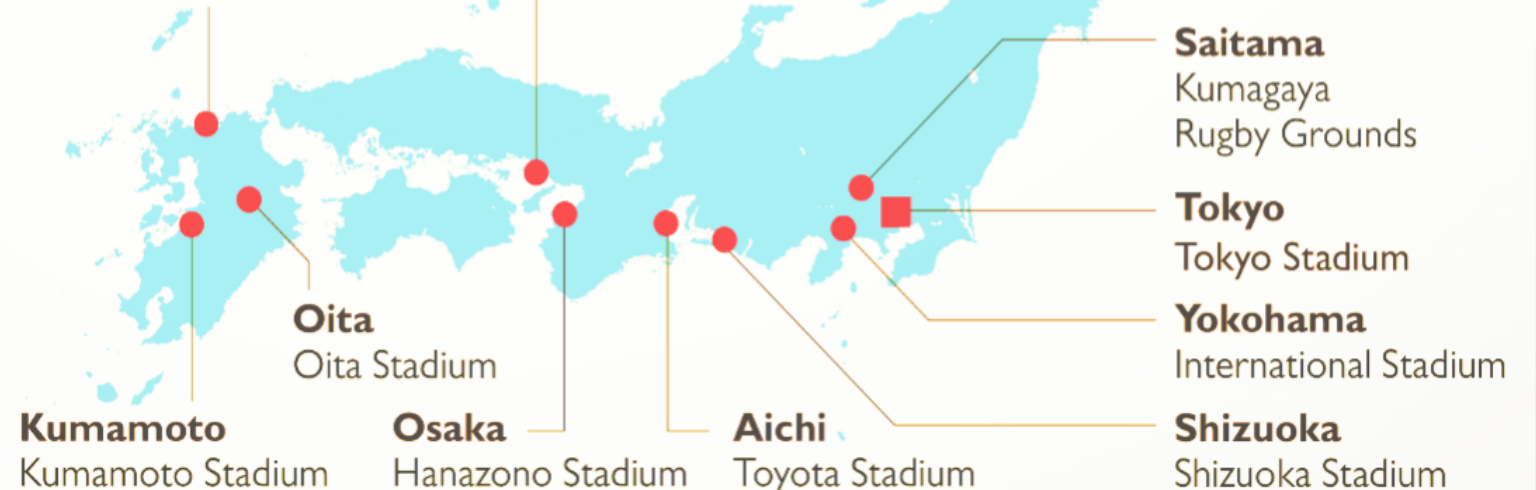 Saitama
Kumagaya
Rugby Grounds
Tokyo
Tokyo Stadium
Oita
Oita Stadium
Yokohama
International Stadium
Kumamoto
Kumamoto Stadium
Osaka
Hanazono Stadium
Aichi
Toyota Stadium
Shizuoka
Shizuoka Stadium